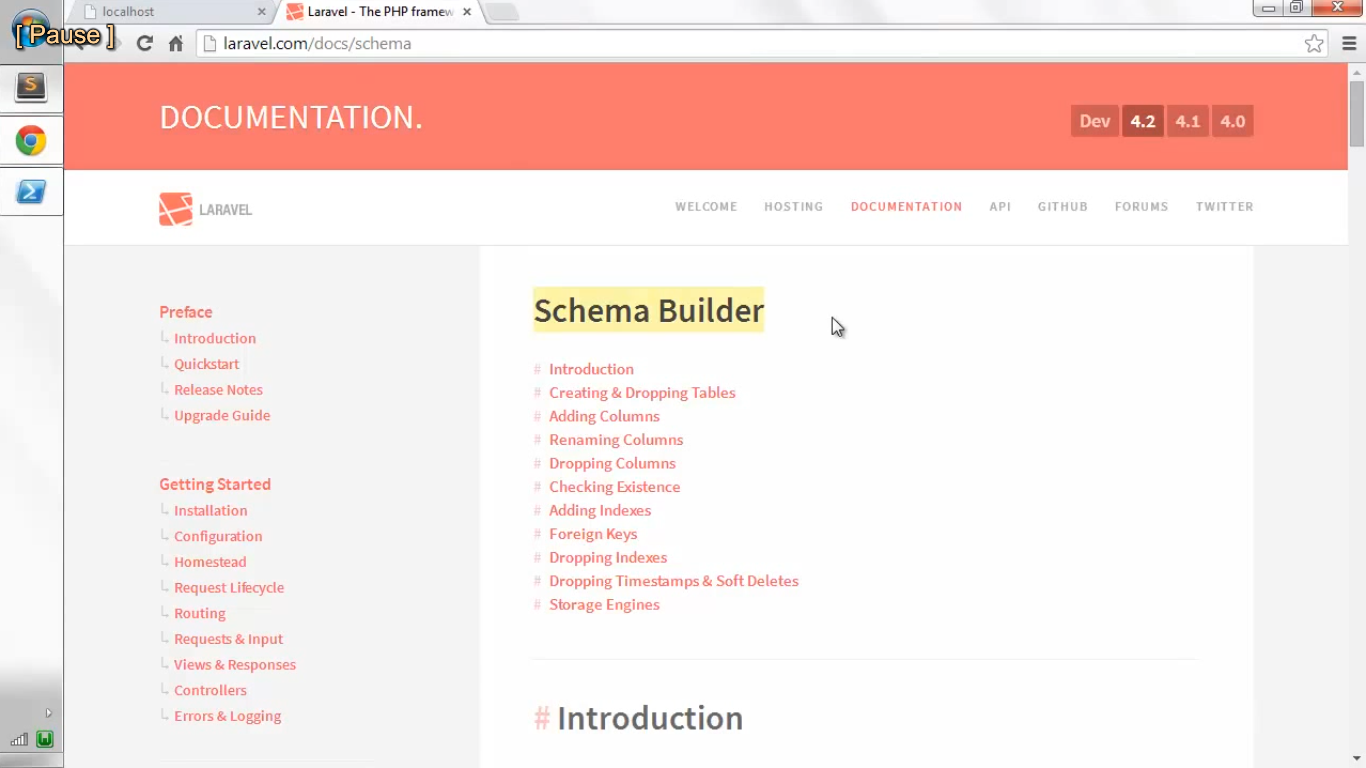 localhost
Laravel - The PHP framew
[ Pause ]
laravel.com/docs/schema
DOCUMENTATION.
Dev 4.2 4.1 4.0
LARAVEL
WELCOME HOSTING DOCUMENTATION API GITHUB FORUMS TWITTER
Preface
Introduction
Quickstart
Release Notes
Upgrade Guide
Getting Started
Installation
Configuration
Homestead
Request Lifecycle
Routing
Requests & Input
Views & Responses
Controllers
Errors & Logging
Schema Builder
# Introduction
# Creating & Dropping Tables
# Adding Columns
# Renaming Columns
# Dropping Columns
# Checking Existence
# Adding Indexes
# Foreign Keys
# Dropping Indexes
# Dropping Timestamps & Soft Deletes
# Storage Engines
# Introduction